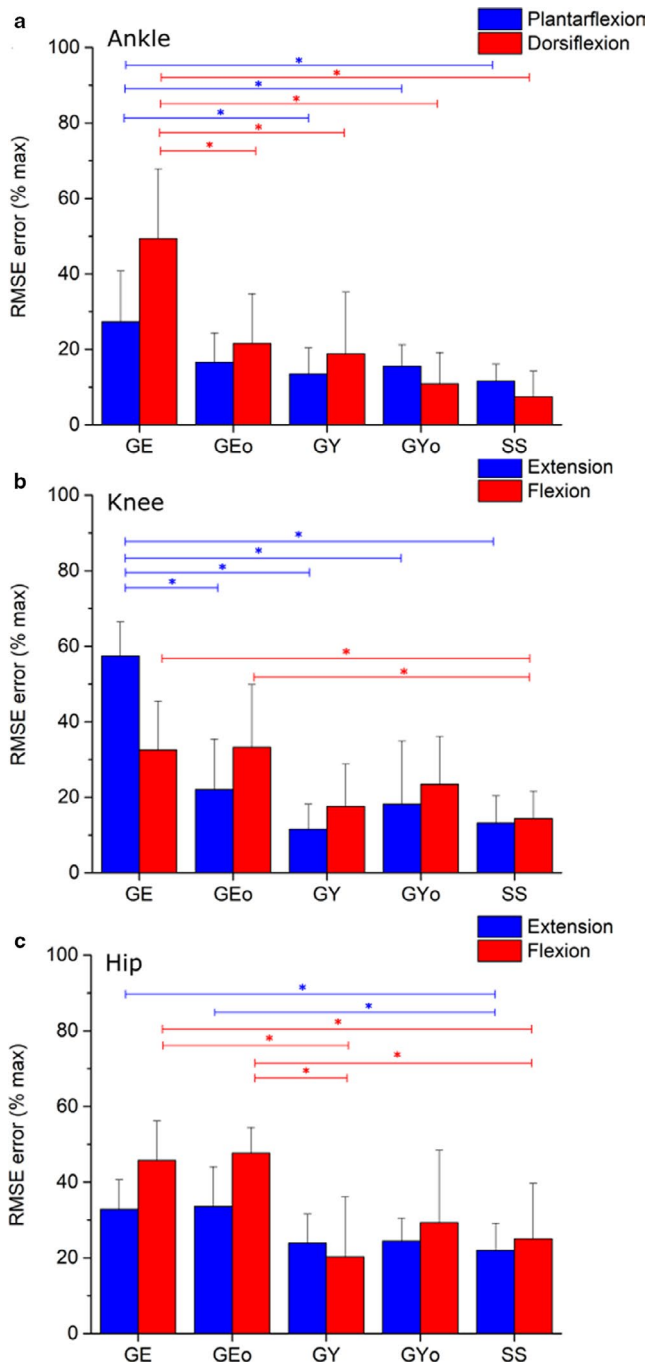 a
Ankle
Plantarflexion
Dorsiflexion
RMSE error (% max)
100
80
60
40
20
0
* * * * * * *
GE GEo GY GYo SS
b
Knee
Extension
Flexion
RMSE error (% max)
100
80
60
40
20
0
* * * * * *
GE GEo GY GYo SS
c
Hip
Extension
Flexion
RMSE error (% max)
100
80
60
40
20
0
* * * * * *
GE GEo GY GYo SS